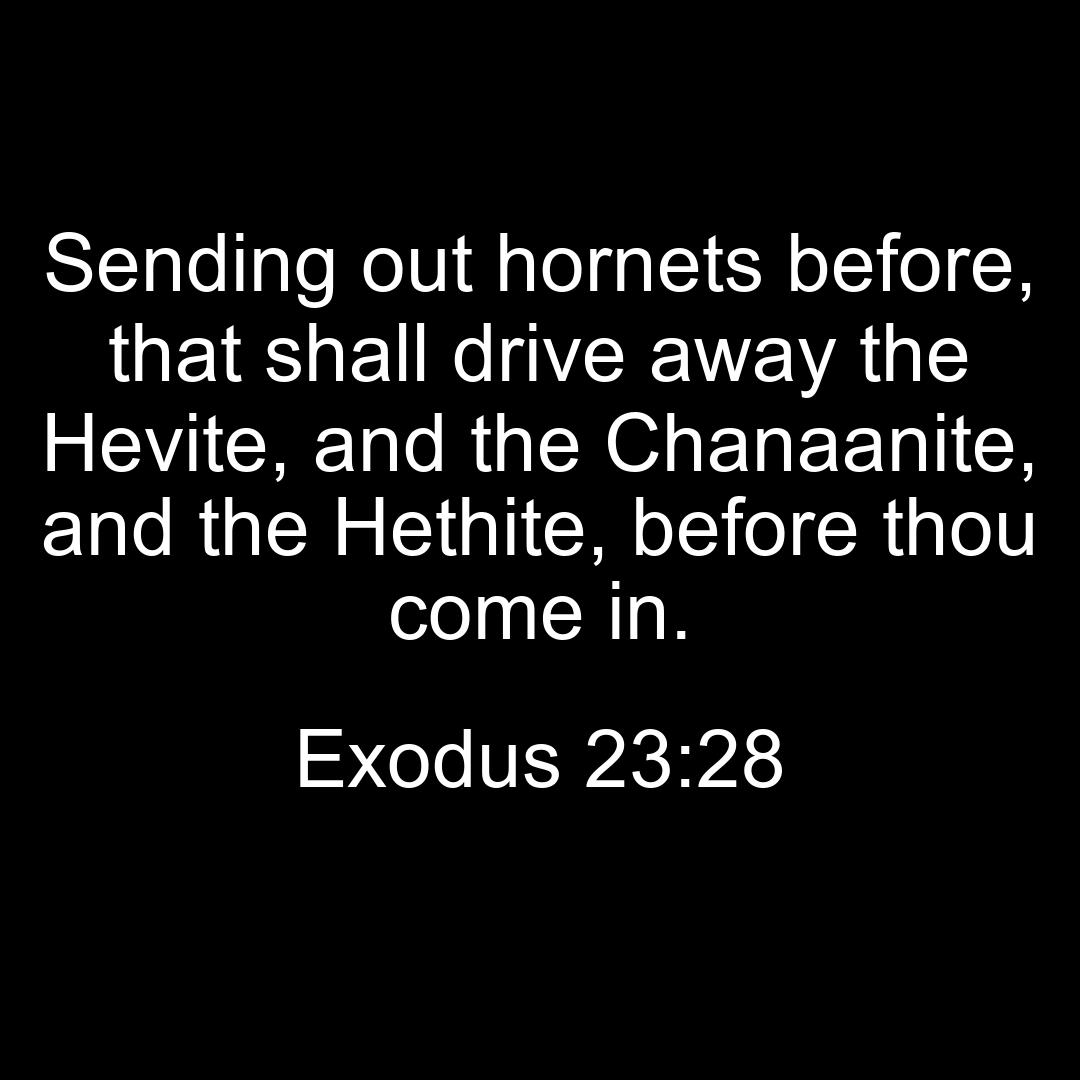 Sending out hornets before,
that shall drive away the
Hevite, and the Chanaanite,
and the Hethite, before thou
come in.
Exodus 23:28